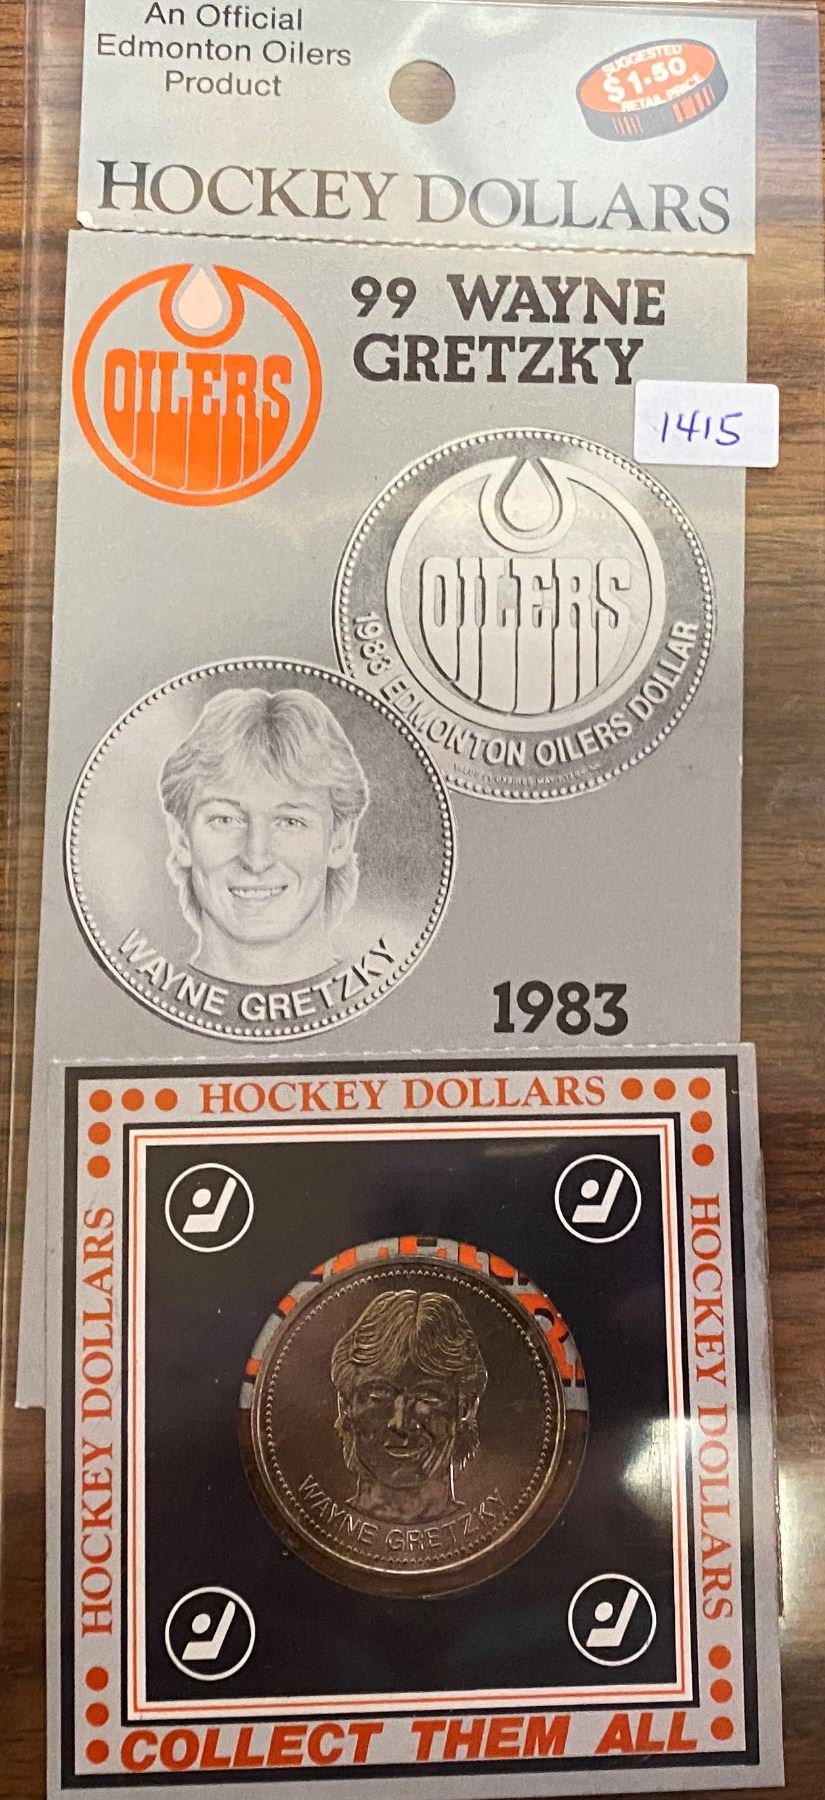 An Official
Edmonton Oilers
Product
SUGGESTED
$1.50
RETAIL PRICE
HOCKEY DOLLARS
OILERS
99 WAYNE
GRETZKY
1415
OILERS
1983 EDMONTON OILERS DOLLAR
WAYNE GRETZKY
1983
HOCKEY DOLLARS
HOCKEY DOLLARS
HOCKEY DOLLARS
WAYNE GRETZKY
COLLECT THEM ALL